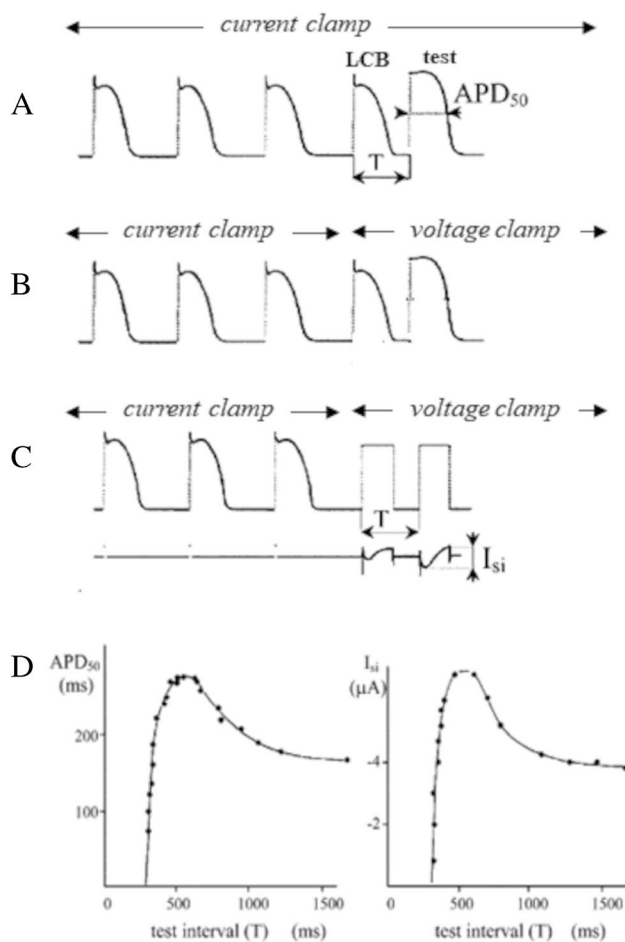 current clamp
LCB test
A
APD50
T
current clamp voltage clamp
B
current clamp voltage clamp
C
T
Isi
D
APD50
(ms)
200
100
0 500 1000 1500
test interval (T) (ms)
Isi
(μA)
-4
-2
0 500 1000 1500
test interval (T) (ms)